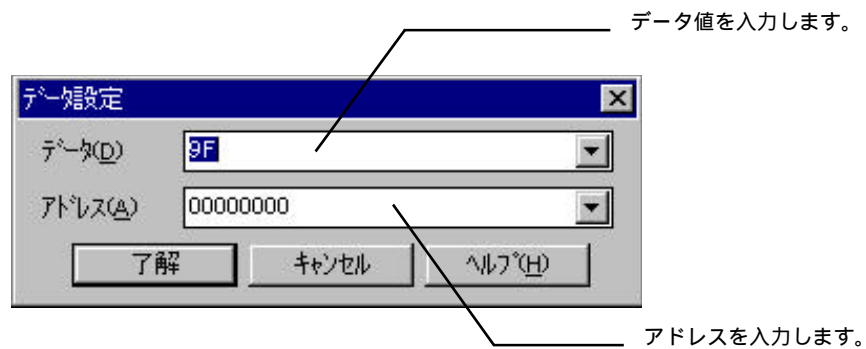 データ値を入力します。
ﾃﾞｰﾀ設定
ﾃﾞｰﾀ(D)
9F
ｱﾄﾞﾚｽ(A)
00000000
了解
ｷｬﾝｾﾙ
ﾍﾙﾌﾟ(H)
アドレスを入力します。